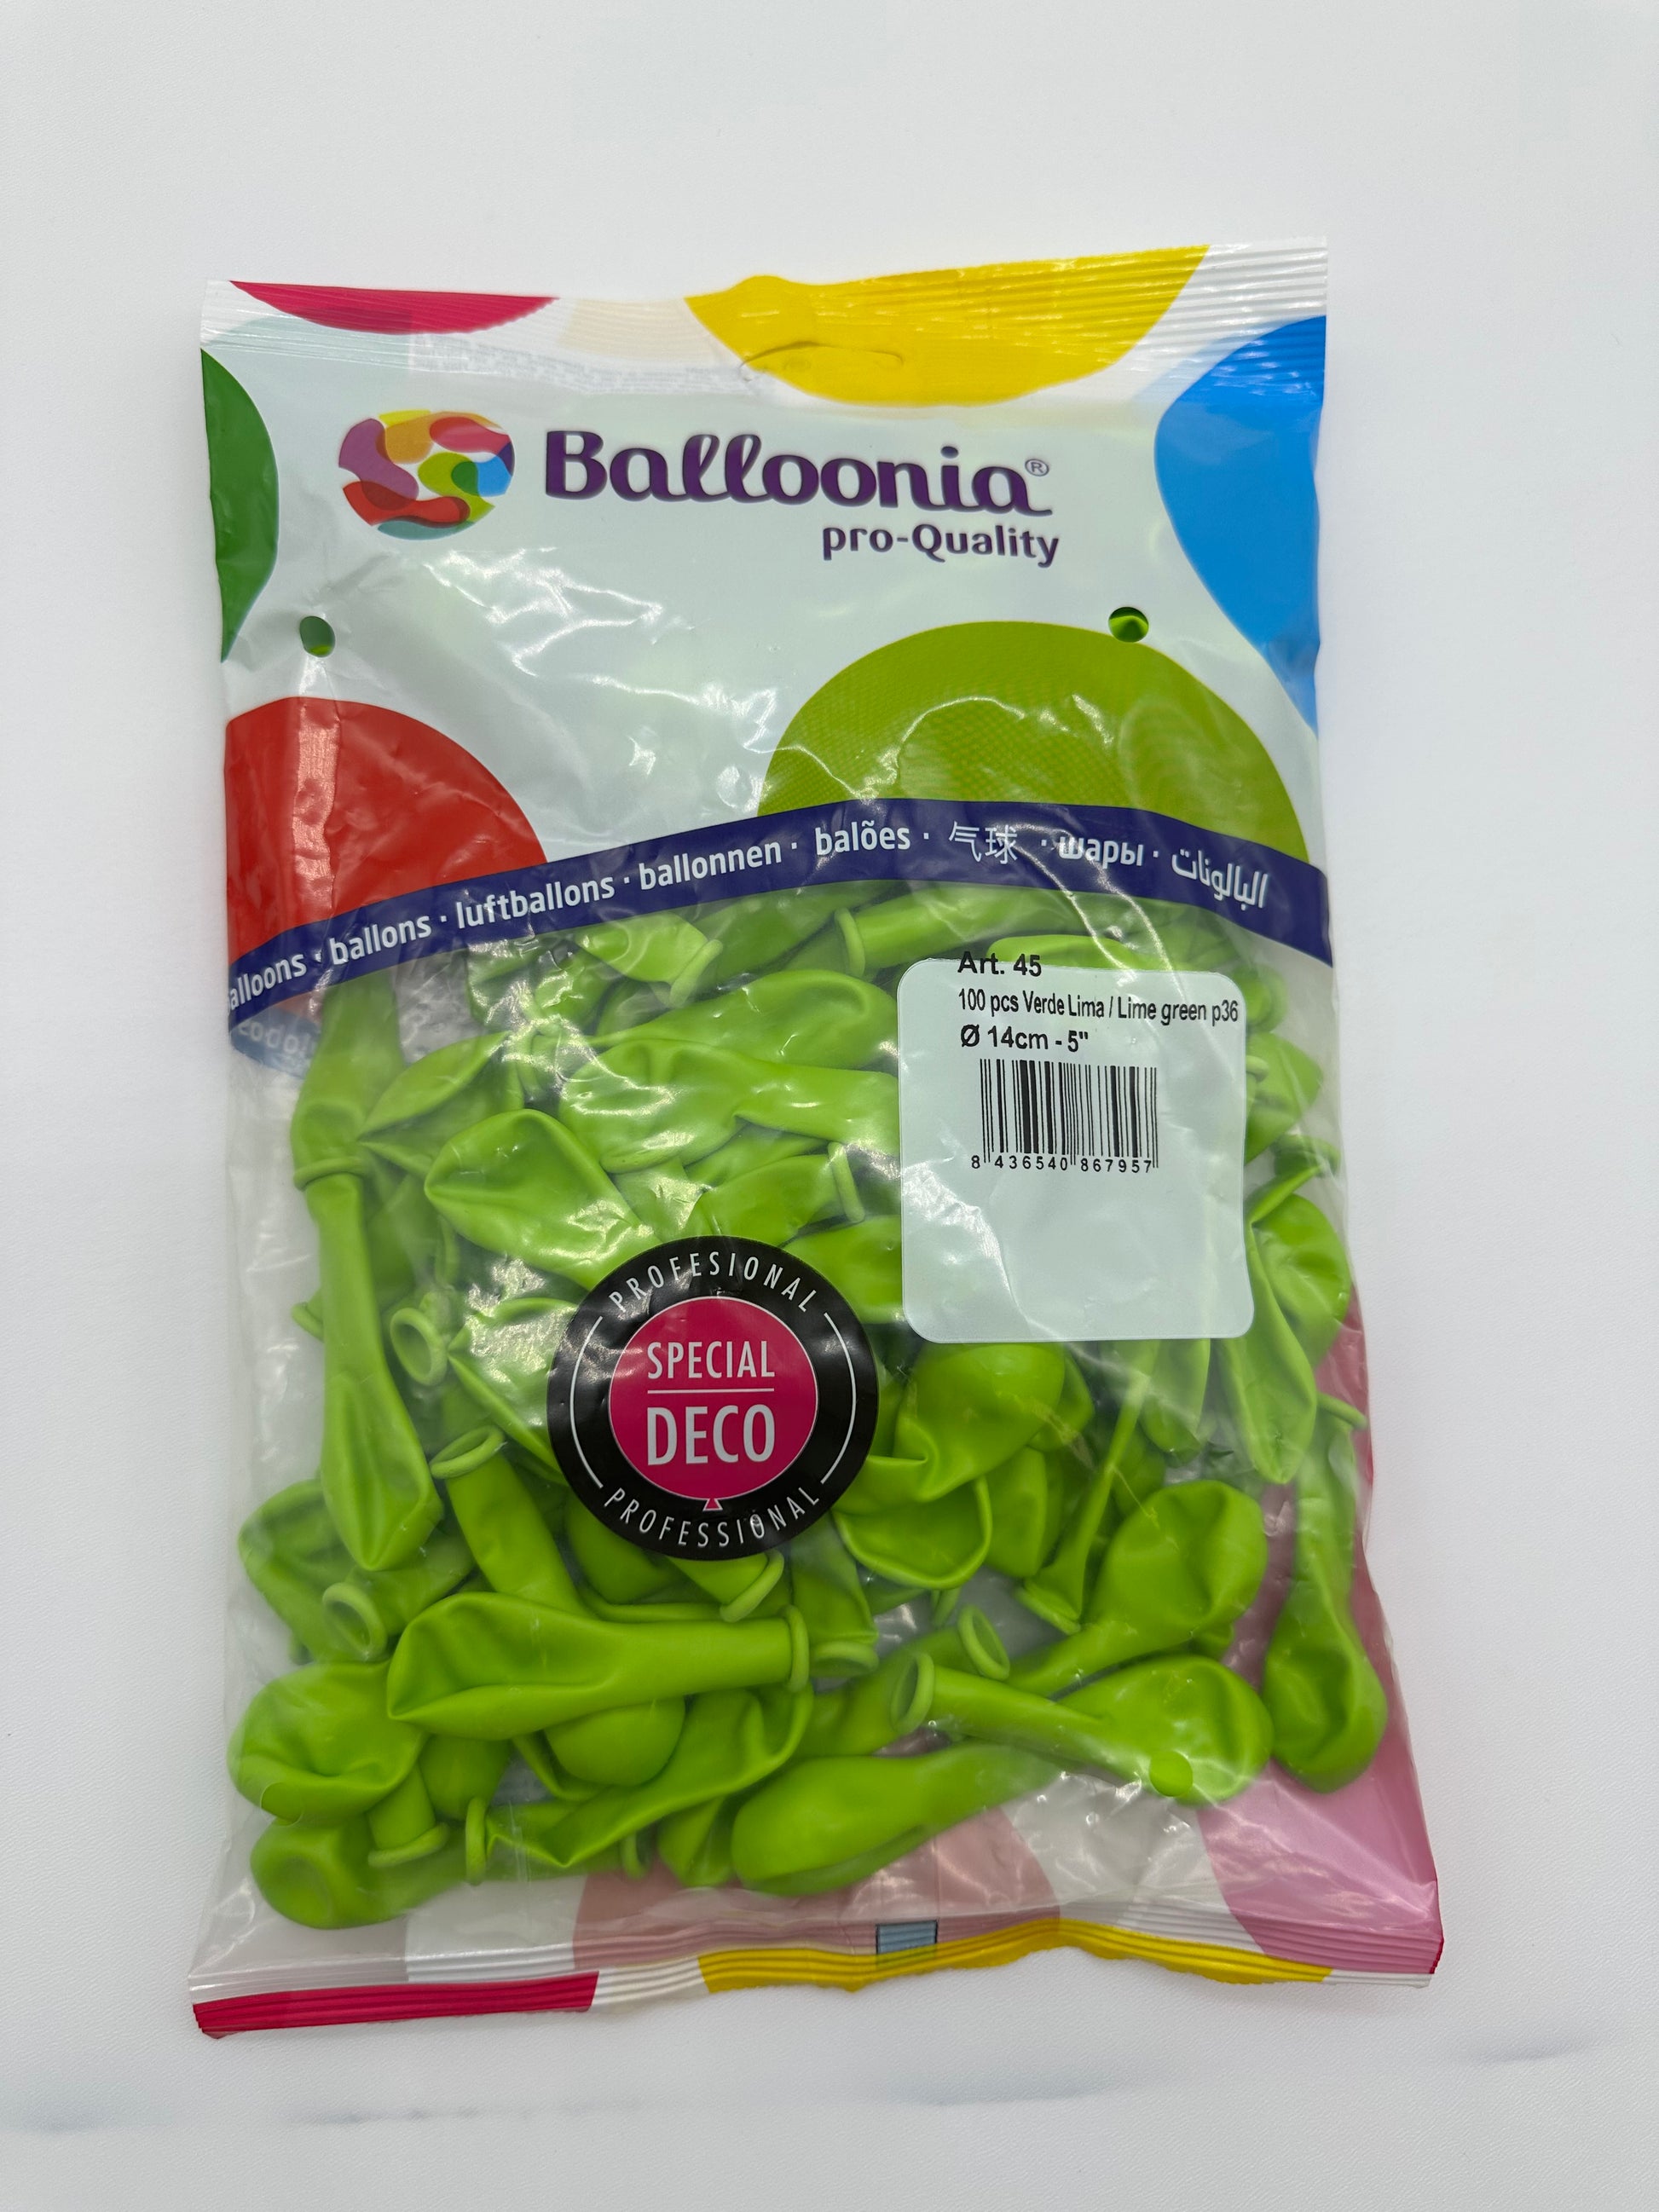 Balloonia®
pro-Quality
alloons · ballons · luftballons · ballonnen · balões · 气球 · шары · البالونات
Art. 45
100 pcs Verde Lima / Lime green p36
Ø 14cm - 5"
8 436540 867957
PROFESIONAL
SPECIAL
DECO
PROFESSIONAL